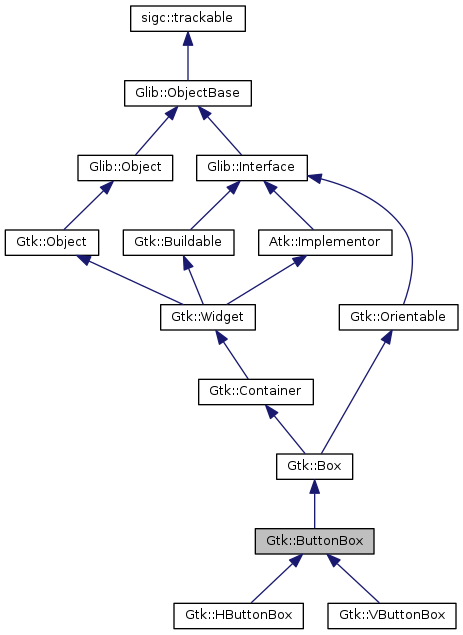 sigc::trackable
Glib::ObjectBase
Glib::Object
Glib::Interface
Gtk::Object
Gtk::Buildable
Atk::Implementor
Gtk::Widget
Gtk::Orientable
Gtk::Container
Gtk::Box
Gtk::ButtonBox
Gtk::HButtonBox
Gtk::VButtonBox